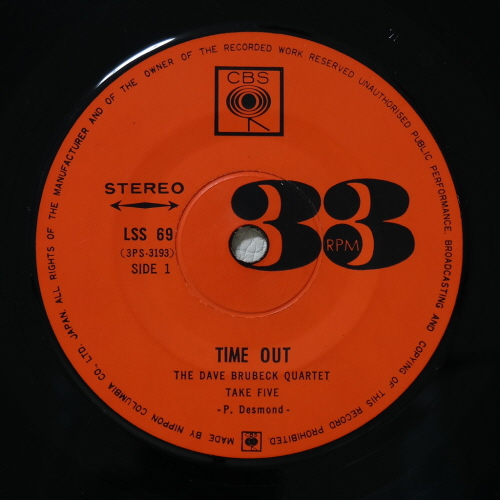 CBS
STEREO
33
RPM
LSS 69
(3PS-3193)
SIDE 1
TIME OUT
THE DAVE BRUBECK QUARTET
TAKE FIVE
- P. Desmond -
MADE BY NIPPON COLUMBIA CO., LTD. JAPAN. ALL RIGHTS OF THE MANUFACTURER AND OF THE OWNER OF THE RECORDED WORK RESERVED UNAUTHORISED PUBLIC PERFORMANCE. BROADCASTING AND COPYING OF THIS RECORD PROHIBITED.
CBS